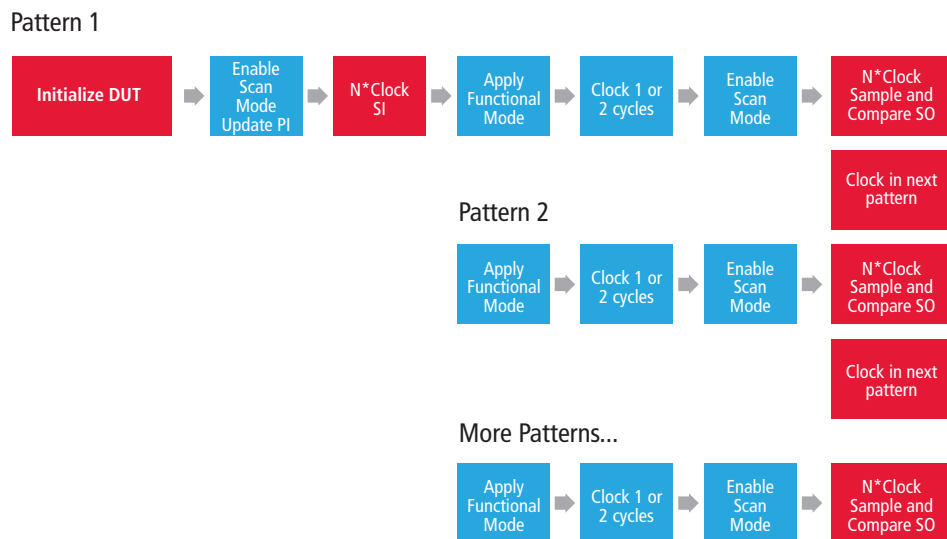 Pattern 1
Initialize DUT
Enable
Scan
Mode
Update PI
N*Clock
SI
Apply
Functional
Mode
Clock 1 or
2 cycles
Enable
Scan
Mode
N*Clock
Sample and
Compare SO
Clock in next
pattern
Pattern 2
Apply
Functional
Mode
Clock 1 or
2 cycles
Enable
Scan
Mode
N*Clock
Sample and
Compare SO
Clock in next
pattern
More Patterns...
Apply
Functional
Mode
Clock 1 or
2 cycles
Enable
Scan
Mode
N*Clock
Sample and
Compare SO